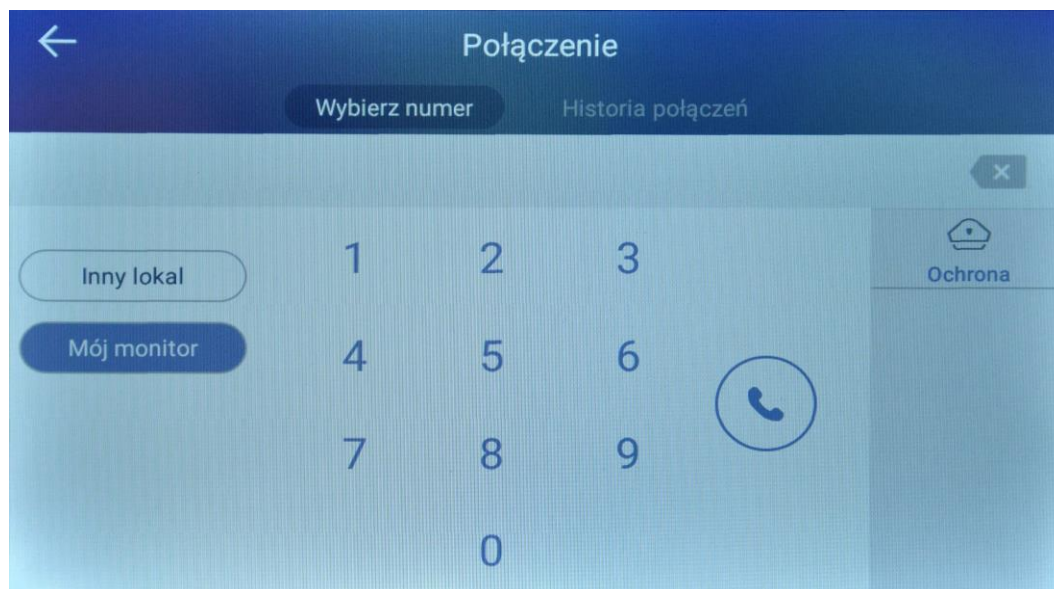 Połączenie
Wybierz numer
Historia połączeń
Inny lokal
Mój monitor
1 2 3
4 5 6
7 8 9
0
Ochrona